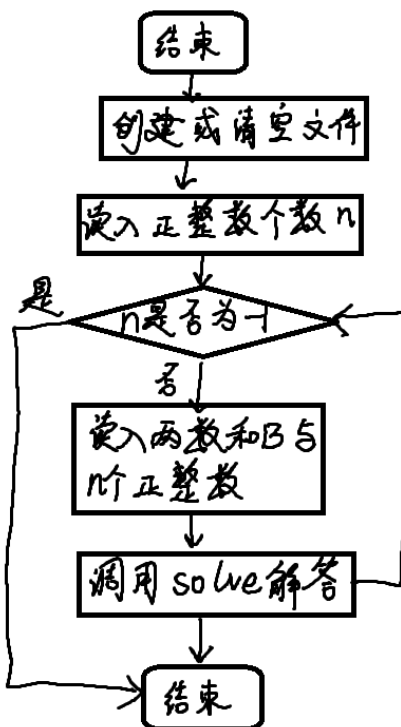 结束
创建或清空文件
读入正整数个数n
是
n是否为-1
否
读入两数和B与
n个正整数
调用solve解答
结束